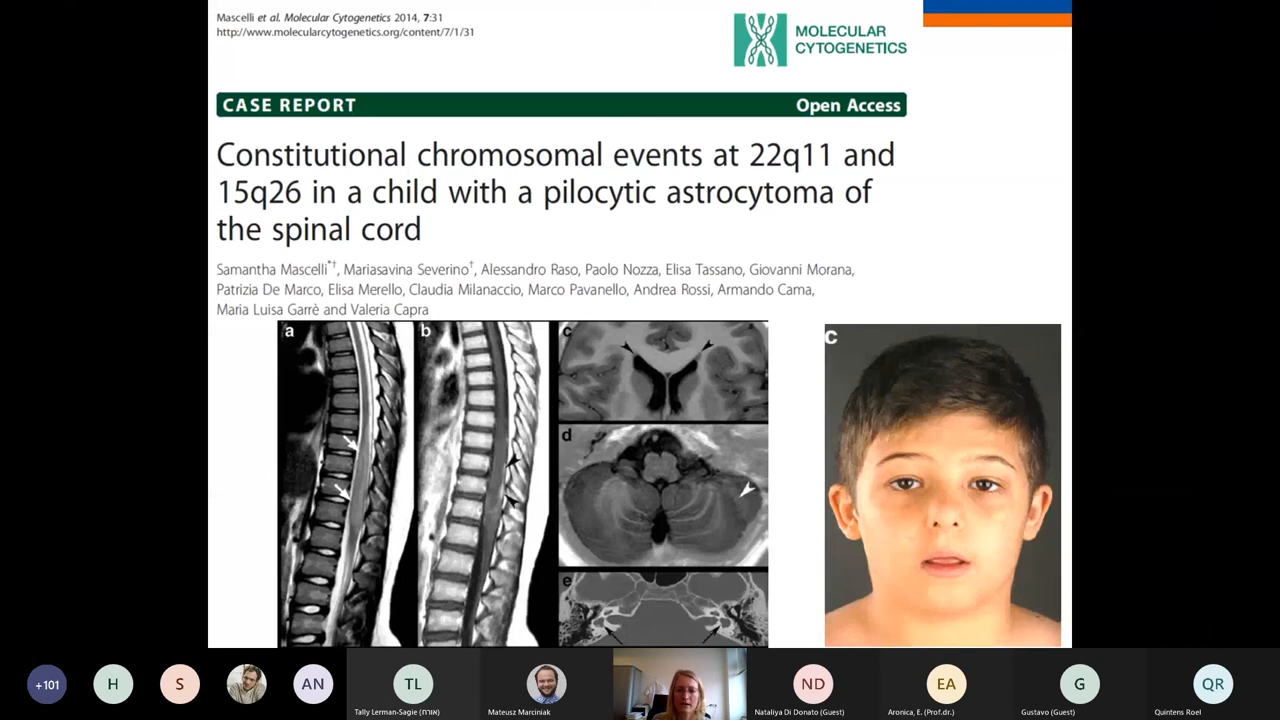 Mascelli et al. Molecular Cytogenetics 2014, 7:31
http://www.molecularcytogenetics.org/content/7/1/31
MOLECULAR
CYTOGENETICS
CASE REPORT
Open Access
Constitutional chromosomal events at 22q11 and
15q26 in a child with a pilocytic astrocytoma of
the spinal cord
Samantha Mascelli*†, Mariasavina Severino†, Alessandro Raso, Paolo Nozza, Elisa Tassano, Giovanni Morana,
Patrizia De Marco, Elisa Merello, Claudia Milanaccio, Marco Pavanello, Andrea Rossi, Armando Cama,
Maria Luisa Garrè and Valeria Capra
a
b
c
d
e
c
+101
H
S
AN
TL
ND
EA
G
QR
Tally Lerman-Sagie (אורח)
Mateusz Marciniak
Nataliya Di Donato (Guest)
Aronica, E. (Prof.dr.)
Gustavo (Guest)
Quintens Roel